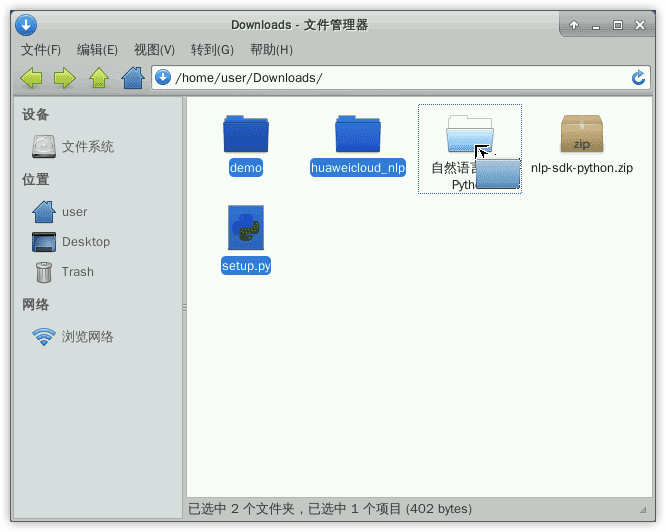 Downloads - 文件管理器
文件(F) 编辑(E) 视图(V) 转到(G) 帮助(H)
/home/user/Downloads/
设备
文件系统
位置
user
Desktop
Trash
网络
浏览网络
demo
huaweicloud_nlp
自然语言
nlp-sdk-python.zip
zip
setup.py
已选中 2 个文件夹，已选中 1 个项目 (402 bytes)